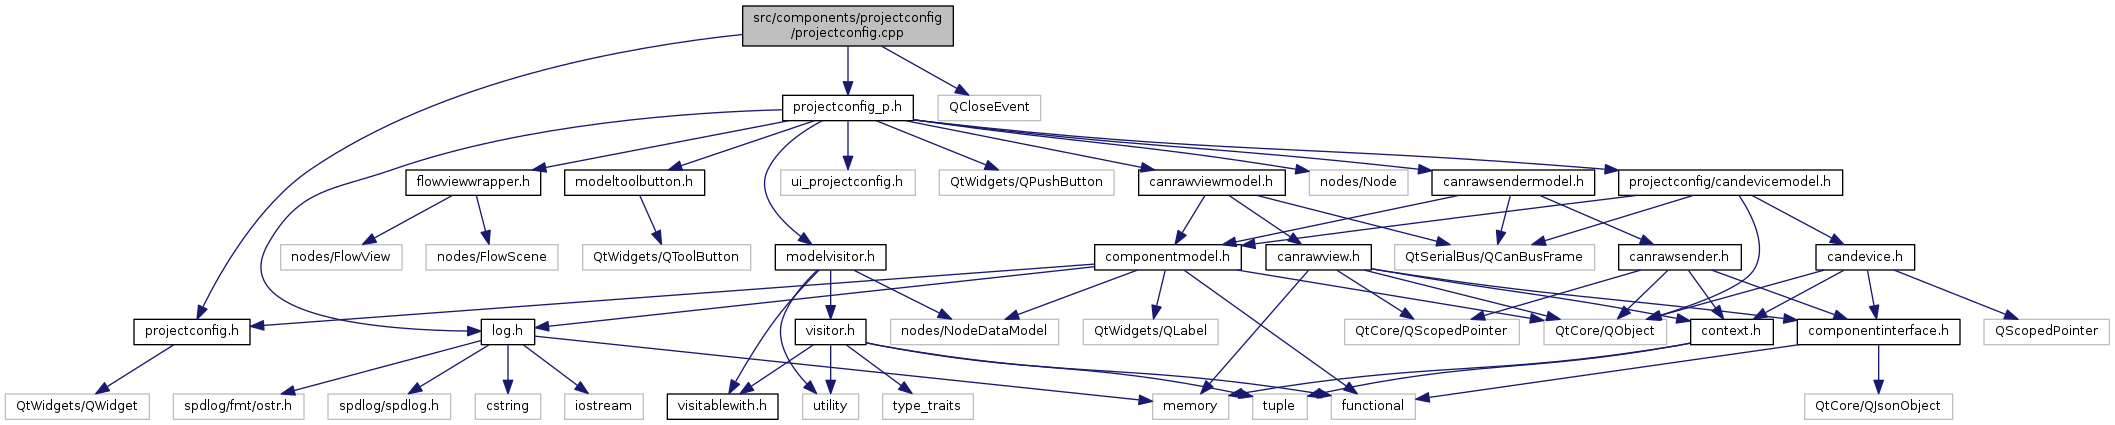 src/components/projectconfig
/projectconfig.cpp
projectconfig_p.h
QCloseEvent
flowviewwrapper.h
modeltoolbutton.h
ui_projectconfig.h
QtWidgets/QPushButton
canrawviewmodel.h
nodes/Node
canrawsendermodel.h
projectconfig/candevicemodel.h
nodes/FlowView
nodes/FlowScene
QtWidgets/QToolButton
modelvisitor.h
componentmodel.h
canrawview.h
QtSerialBus/QCanBusFrame
canrawsender.h
candevice.h
projectconfig.h
log.h
visitor.h
nodes/NodeDataModel
QtWidgets/QLabel
QtCore/QScopedPointer
QtCore/QObject
context.h
componentinterface.h
QScopedPointer
QtWidgets/QWidget
spdlog/fmt/ostr.h
spdlog/spdlog.h
cstring
iostream
visitablewith.h
utility
type_traits
memory
tuple
functional
QtCore/QJsonObject